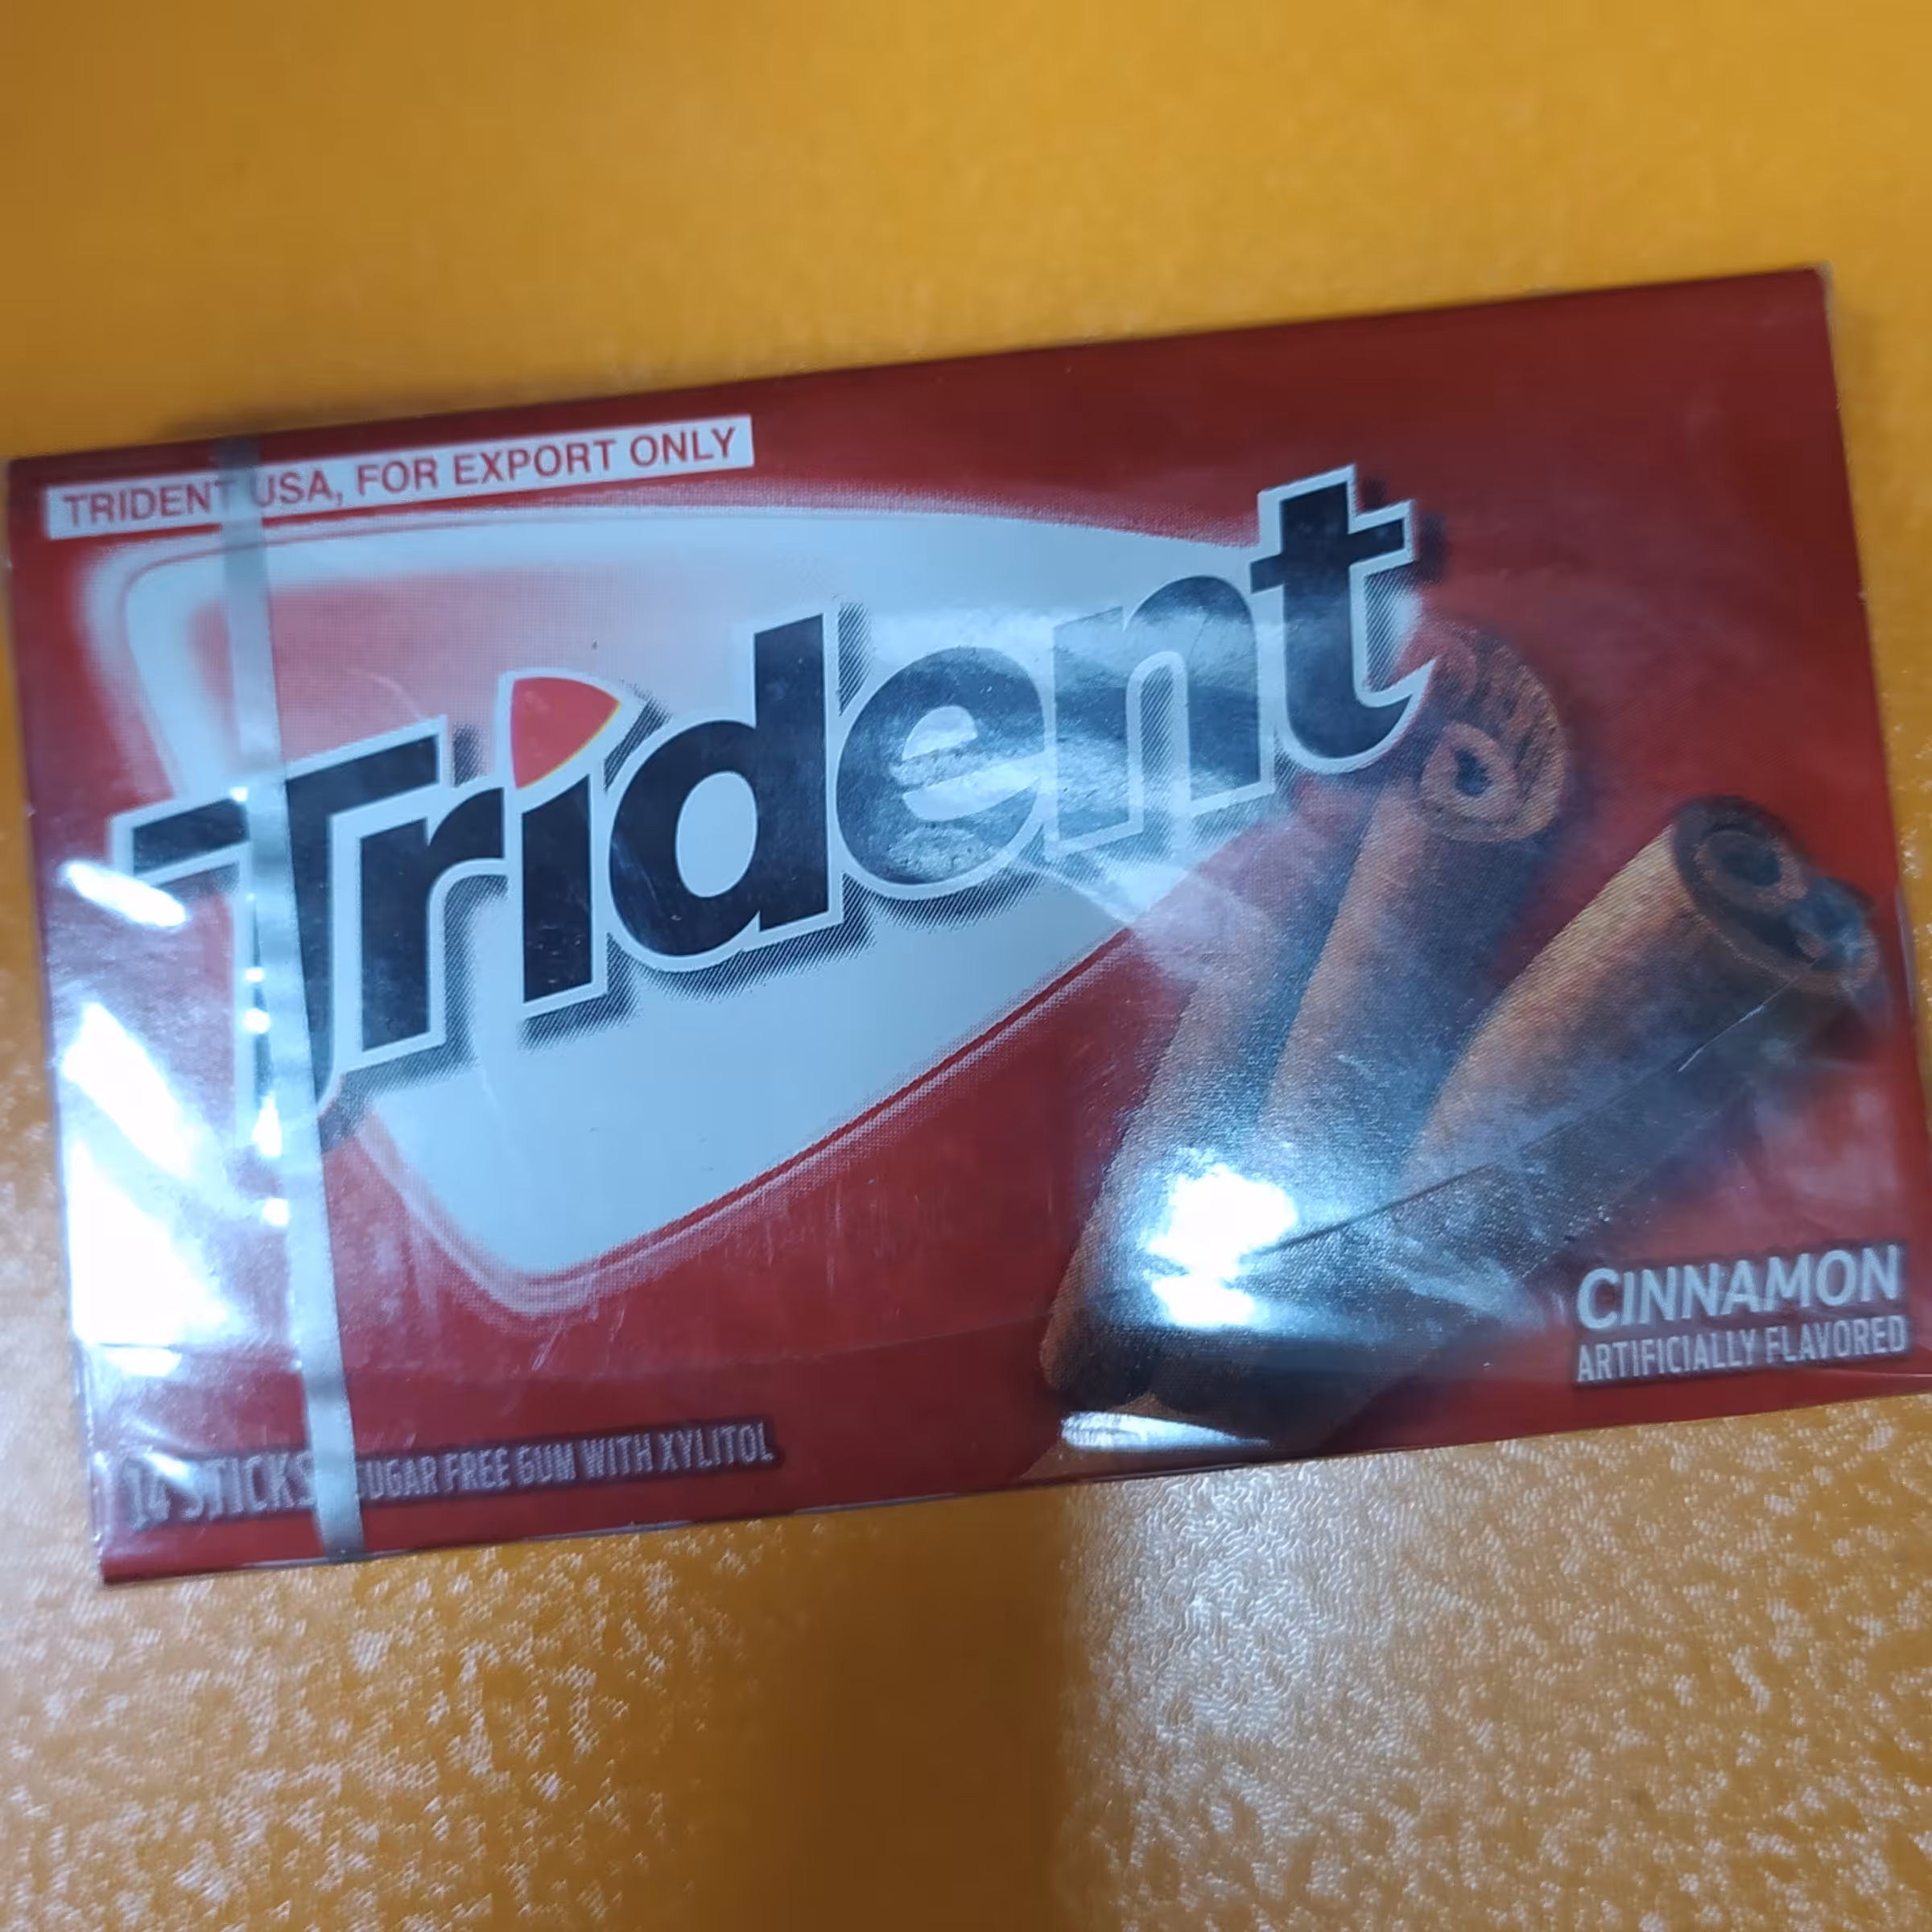 TRIDENT USA, FOR EXPORT ONLY
Trident
CINNAMON
ARTIFICIALLY FLAVORED
14 STICKS SUGAR FREE GUM WITH XYLITOL